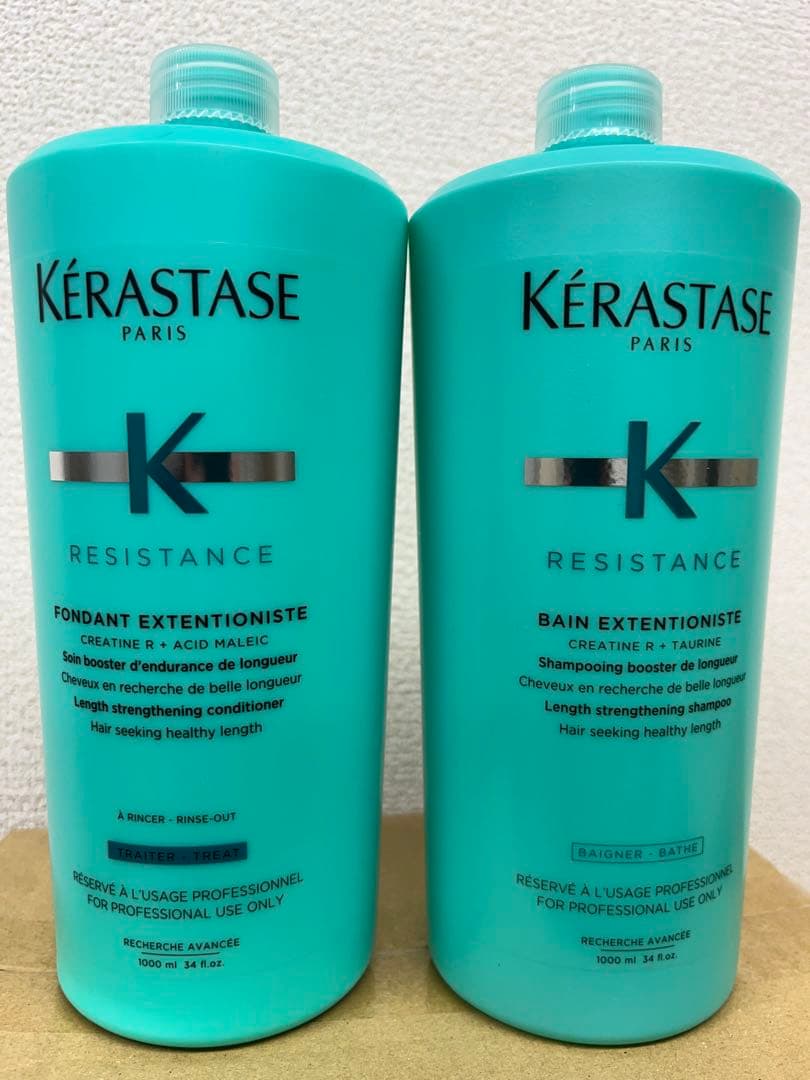 KÉRASTASE
PARIS
K
RESISTANCE
FONDANT EXTENTIONISTE
CREATINE R + ACID MALEIC
Soin booster d'endurance de longueur
Cheveux en recherche de belle longueur
Length strengthening conditioner
Hair seeking healthy length
À RINCER - RINSE-OUT
TRAITER - TREAT
RÉSERVÉ À L'USAGE PROFESSIONNEL
FOR PROFESSIONAL USE ONLY
RECHERCHE AVANCÉE
1000 ml 34 fl.oz.
KÉRASTASE
PARIS
K
RESISTANCE
BAIN EXTENTIONISTE
CREATINE R + TAURINE
Shampooing booster de longueur
Cheveux en recherche de belle longueur
Length strengthening shampoo
Hair seeking healthy length
BAIGNER - BATHE
RÉSERVÉ À L'USAGE PROFESSIONNEL
FOR PROFESSIONAL USE ONLY
RECHERCHE AVANCÉE
1000 ml 34 fl.oz.